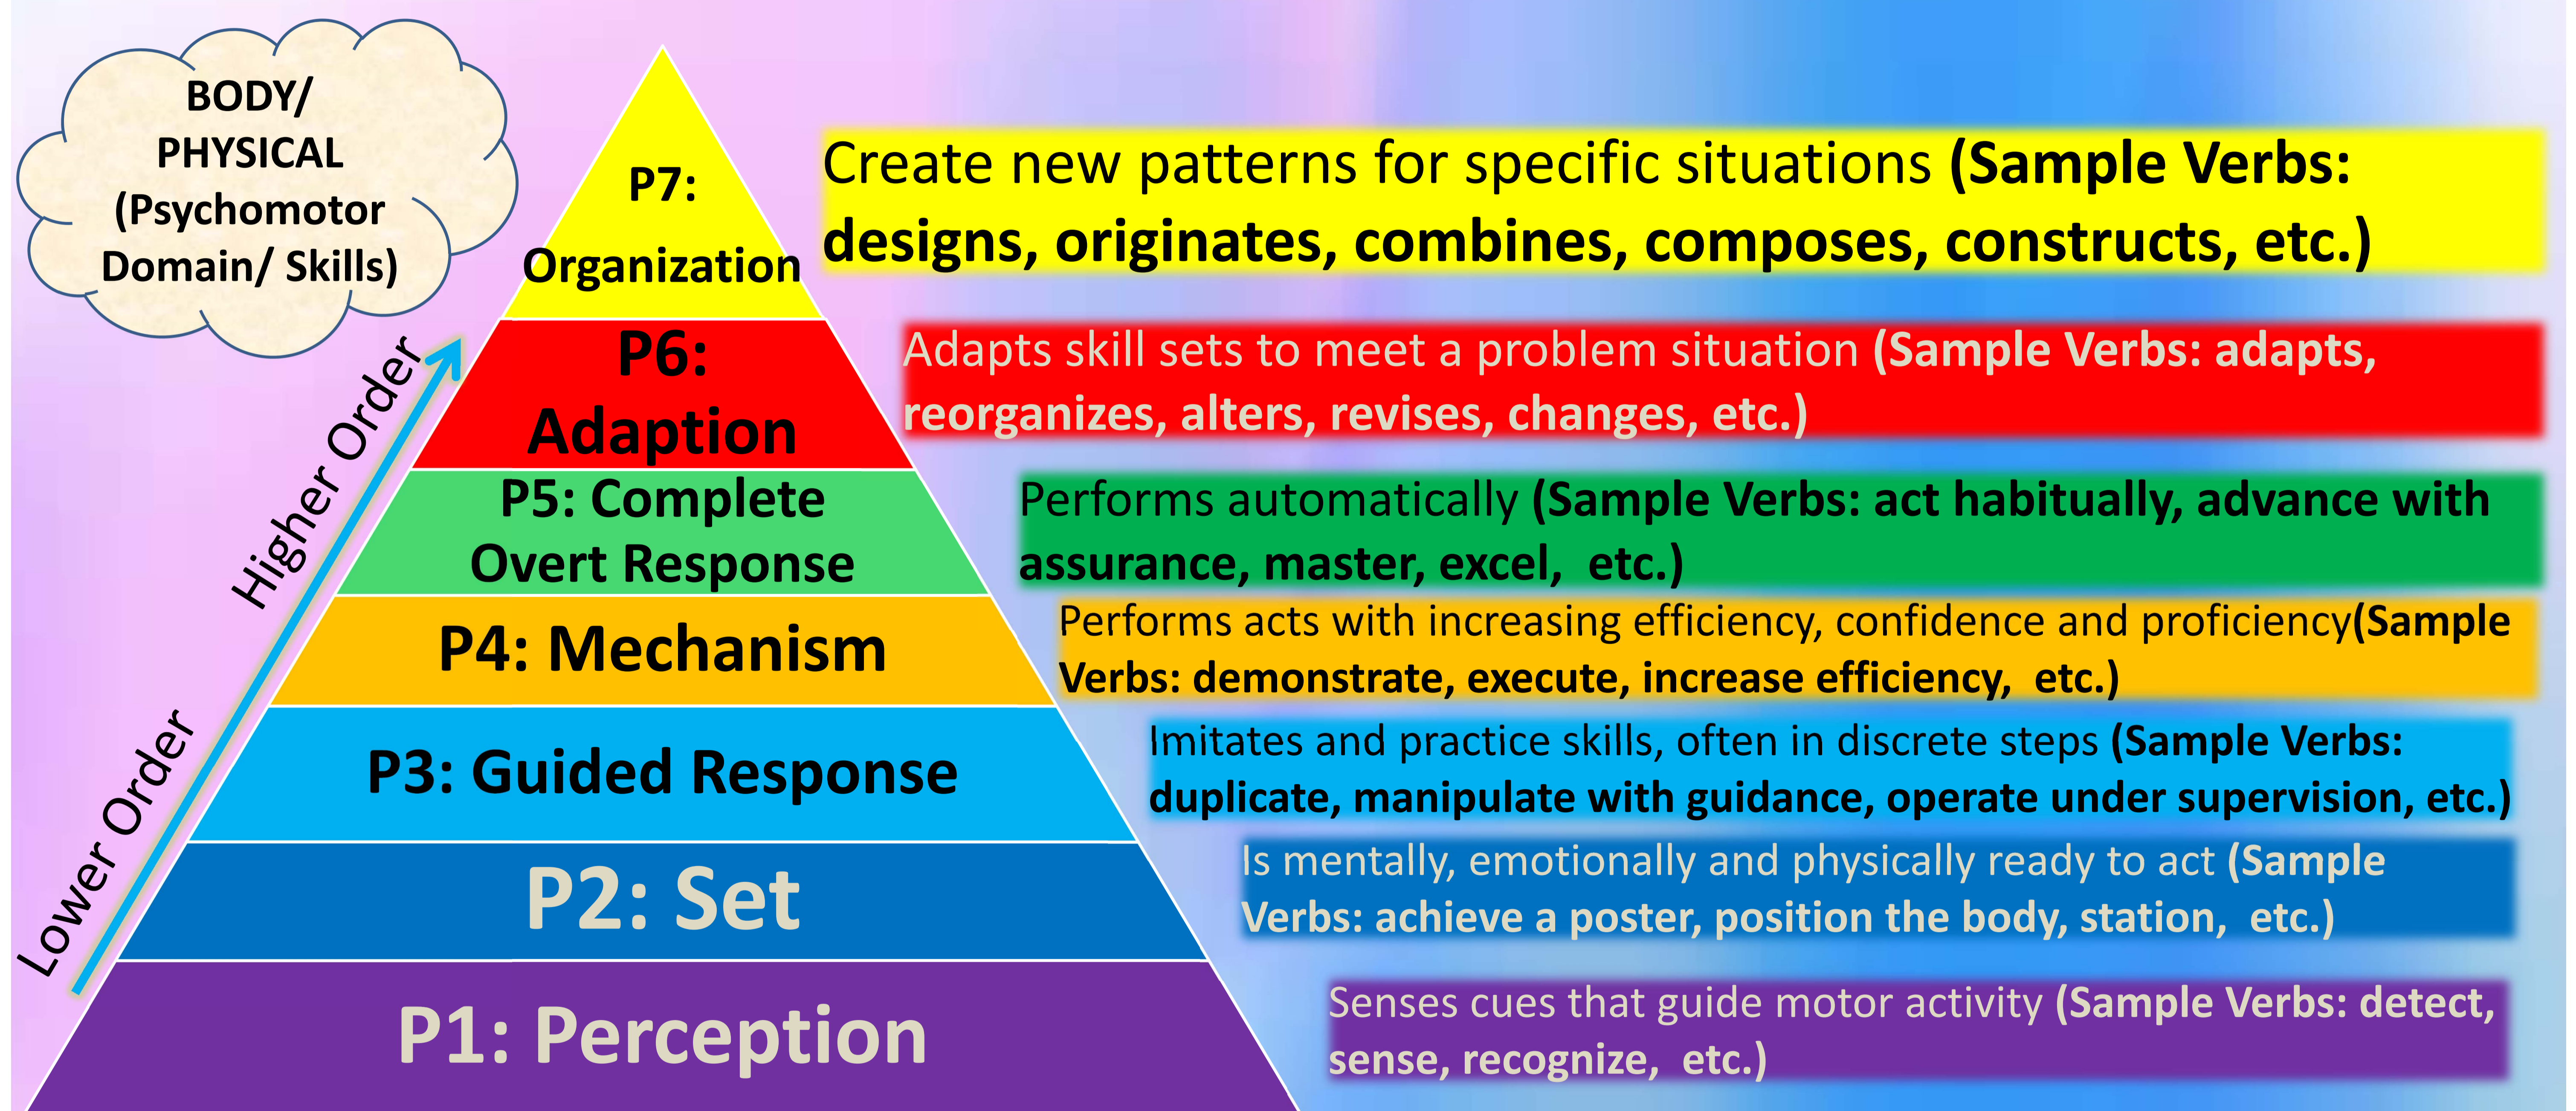 BODY/
PHYSICAL
(Psychomotor
Domain/ Skills)
Higher Order
Lower Order
P7:
Organization
Create new patterns for specific situations (Sample Verbs:
designs, originates, combines, composes, constructs, etc.)
P6:
Adaption
Adapts skill sets to meet a problem situation (Sample Verbs: adapts,
reorganizes, alters, revises, changes, etc.)
P5: Complete
Overt Response
Performs automatically (Sample Verbs: act habitually, advance with
assurance, master, excel,  etc.)
P4: Mechanism
Performs acts with increasing efficiency, confidence and proficiency(Sample
Verbs: demonstrate, execute, increase efficiency,  etc.)
P3: Guided Response
Imitates and practice skills, often in discrete steps (Sample Verbs:
duplicate, manipulate with guidance, operate under supervision, etc.)
P2: Set
Is mentally, emotionally and physically ready to act (Sample
Verbs: achieve a poster, position the body, station,  etc.)
P1: Perception
Senses cues that guide motor activity (Sample Verbs: detect,
sense, recognize,  etc.)